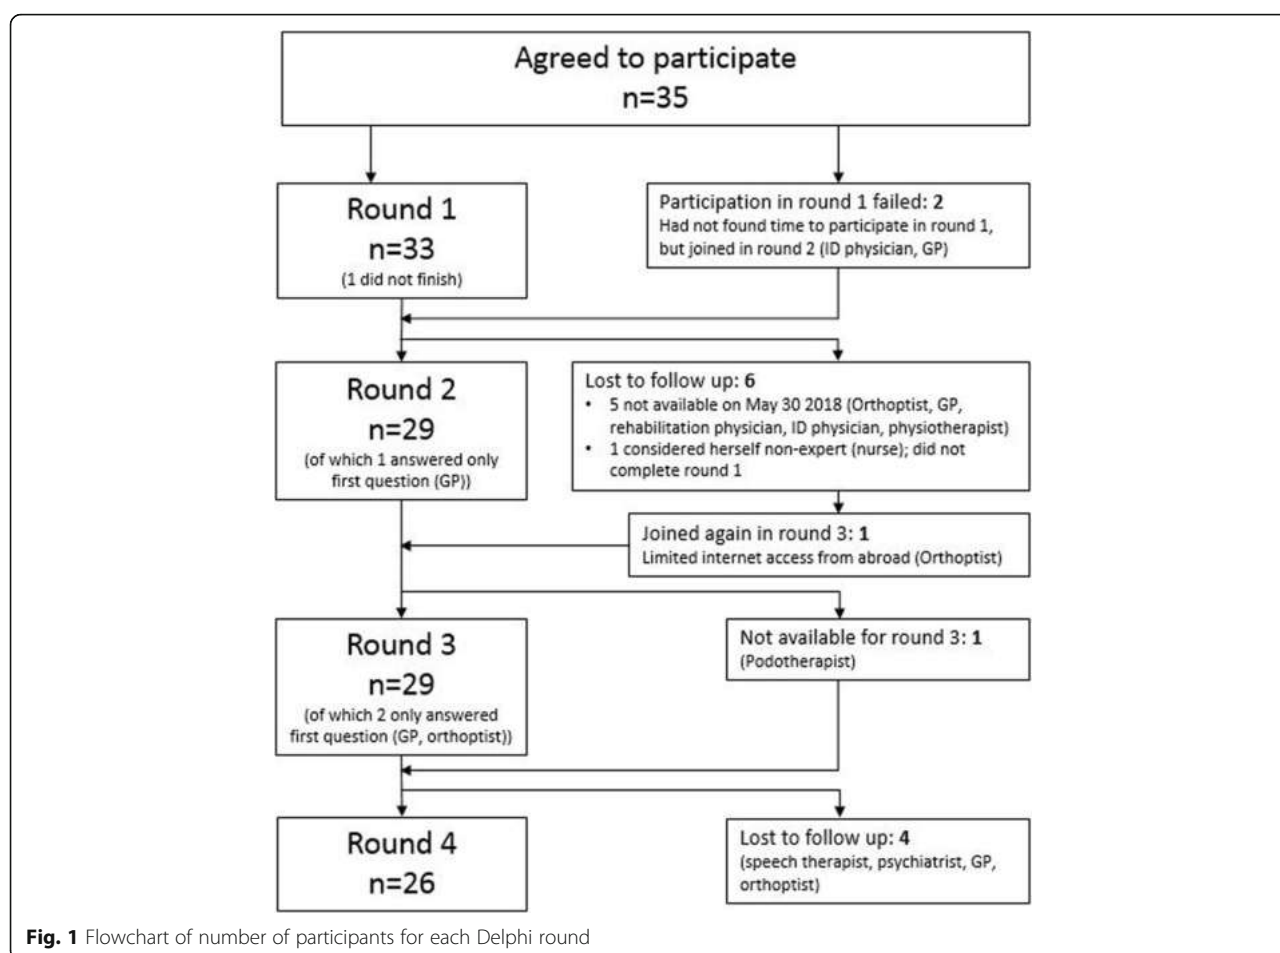 Agreed to participate
n=35
Round 1
n=33
(1 did not finish)
Participation in round 1 failed: 2
Had not found time to participate in round 1,
but joined in round 2 (ID physician, GP)
Round 2
n=29
(of which 1 answered only
first question (GP))
Lost to follow up: 6
• 5 not available on May 30 2018 (Orthoptist, GP,
rehabilitation physician, ID physician, physiotherapist)
• 1 considered herself non-expert (nurse); did not
complete round 1
Joined again in round 3: 1
Limited internet access from abroad (Orthoptist)
Round 3
n=29
(of which 2 only answered
first question (GP, orthoptist))
Not available for round 3: 1
(Podotherapist)
Round 4
n=26
Lost to follow up: 4
(speech therapist, psychiatrist, GP,
orthoptist)
Fig. 1 Flowchart of number of participants for each Delphi round